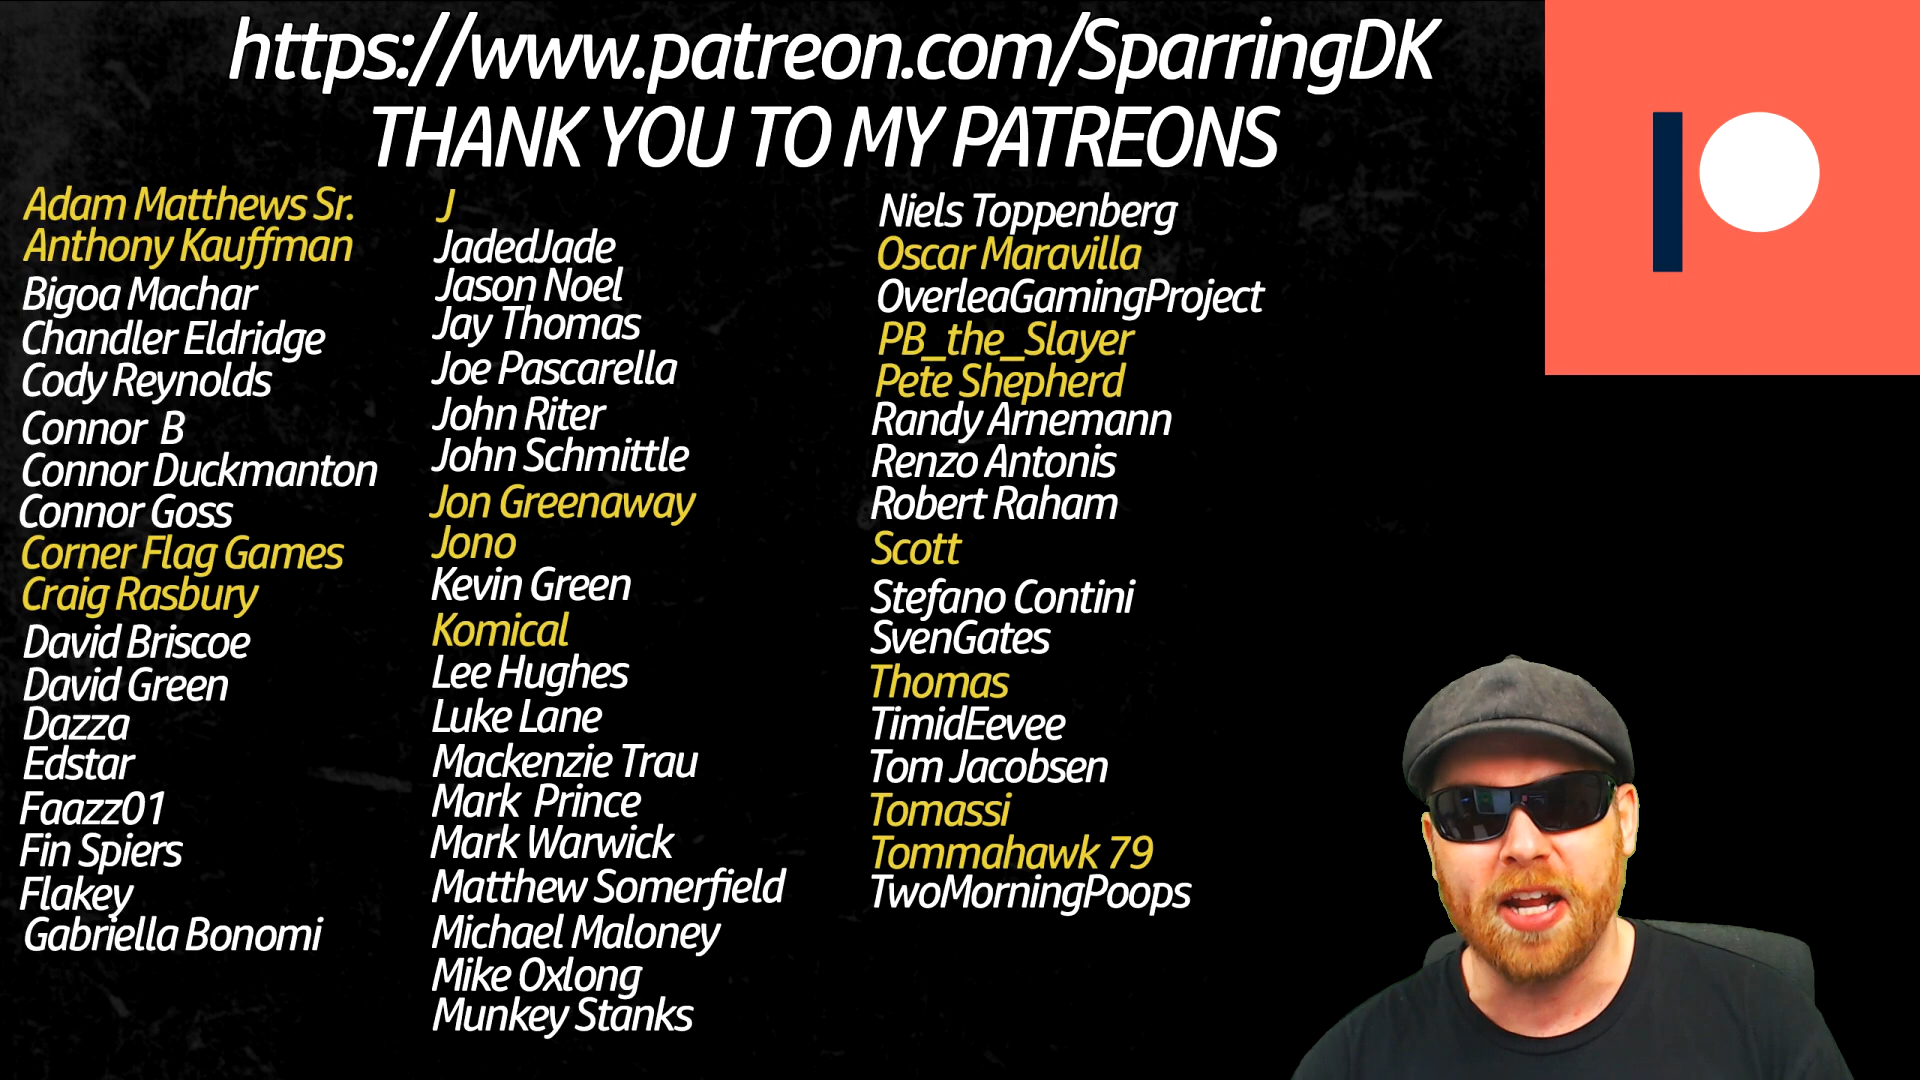 https://www.patreon.com/SparringDK
THANK YOU TO MY PATREONS
Adam Matthews Sr.
Anthony Kauffman
Bigoa Machar
Chandler Eldridge
Cody Reynolds
Connor B
Connor Duckmanton
Connor Goss
Corner Flag Games
Craig Rasbury
David Briscoe
David Green
Dazza
Edstar
Faazz01
Fin Spiers
Flakey
Gabriella Bonomi
J
JadedJade
Jason Noel
Jay Thomas
Joe Pascarella
John Riter
John Schmittle
Jon Greenaway
Jono
Kevin Green
Komical
Lee Hughes
Luke Lane
Mackenzie Trau
Mark Prince
Mark Warwick
Matthew Somerfield
Michael Maloney
Mike Oxlong
Munkey Stanks
Niels Toppenberg
Oscar Maravilla
OverleaGamingProject
PB_the_Slayer
Pete Shepherd
Randy Arnemann
Renzo Antonis
Robert Raham
Scott
Stefano Contini
SvenGates
Thomas
TimidEevee
Tom Jacobsen
Tomassi
Tommahawk 79
TwoMorningPoops